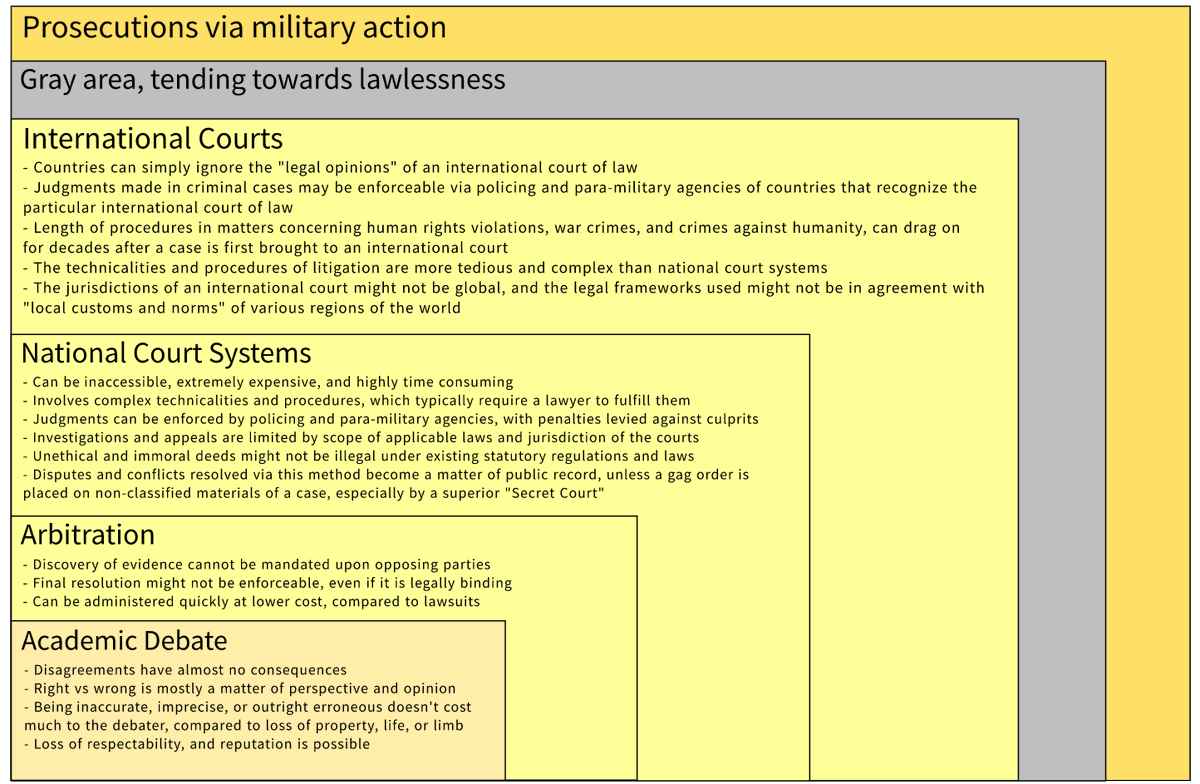 Prosecutions via military action
Gray area, tending towards lawlessness
International Courts
- Countries can simply ignore the "legal opinions" of an international court of law
- Judgments made in criminal cases may be enforceable via policing and para-military agencies of countries that recognize the
particular international court of law
- Length of procedures in matters concerning human rights violations, war crimes, and crimes against humanity, can drag on
for decades after a case is first brought to an international court
- The technicalities and procedures of litigation are more tedious and complex than national court systems
- The jurisdictions of an international court might not be global, and the legal frameworks used might not be in agreement with
"local customs and norms" of various regions of the world
National Court Systems
- Can be inaccessible, extremely expensive, and highly time consuming
- Involves complex technicalities and procedures, which typically require a lawyer to fulfill them
- Judgments can be enforced by policing and para-military agencies, with penalties levied against culprits
- Investigations and appeals are limited by scope of applicable laws and jurisdiction of the courts
- Unethical and immoral deeds might not be illegal under existing statutory regulations and laws
- Disputes and conflicts resolved via this method become a matter of public record, unless a gag order is
placed on non-classified materials of a case, especially by a superior "Secret Court"
Arbitration
- Discovery of evidence cannot be mandated upon opposing parties
- Final resolution might not be enforceable, even if it is legally binding
- Can be administered quickly at lower cost, compared to lawsuits
Academic Debate
- Disagreements have almost no consequences
- Right vs wrong is mostly a matter of perspective and opinion
- Being inaccurate, imprecise, or outright erroneous doesn't cost
much to the debater, compared to loss of property, life, or limb
- Loss of respectability, and reputation is possible